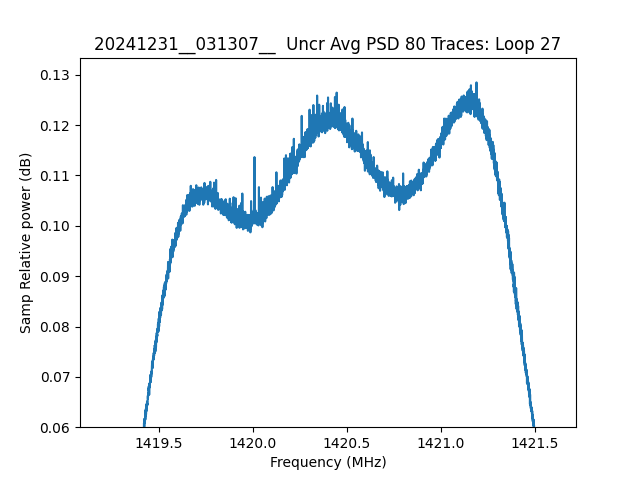 20241231__031307__  Uncr Avg PSD 80 Traces: Loop 27
0.13
0.12
0.11
0.10
0.09
0.08
0.07
0.06
Samp Relative power (dB)
1419.5 1420.0 1420.5 1421.0 1421.5
Frequency (MHz)